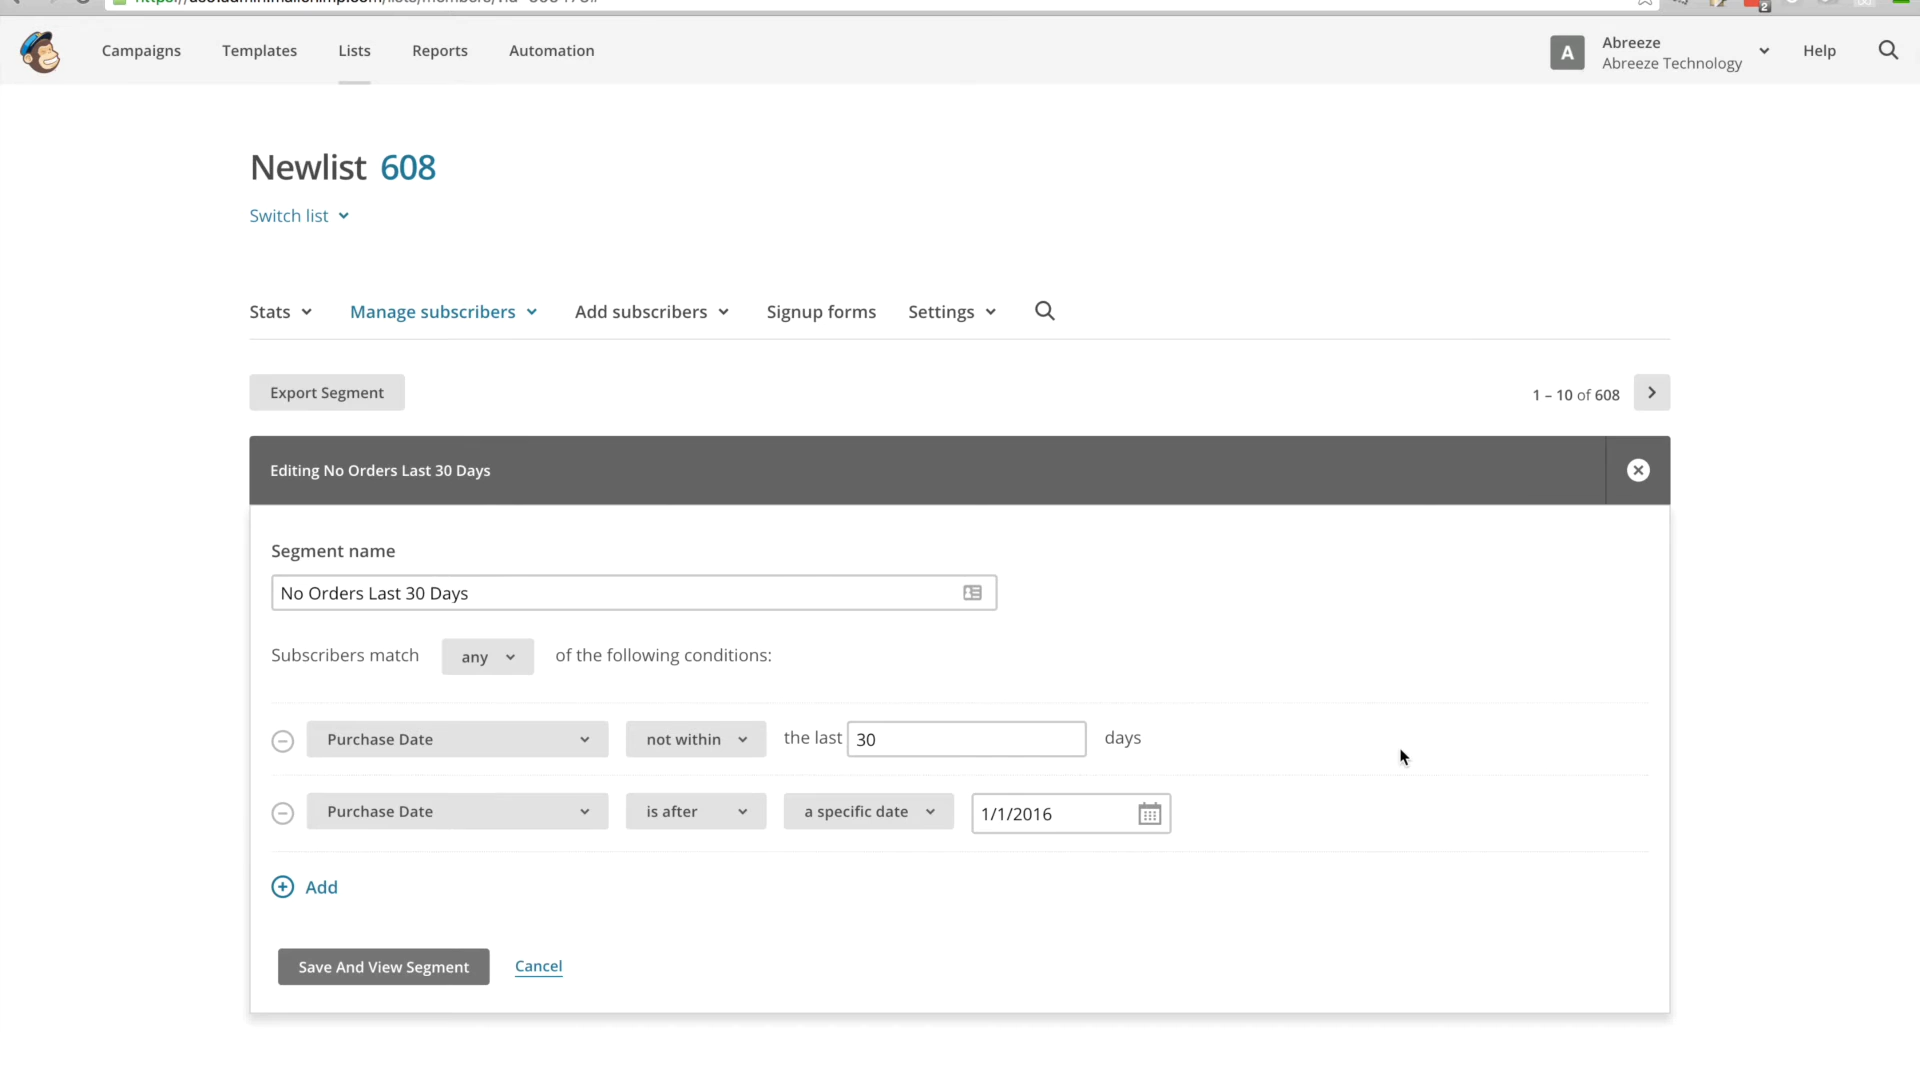 2
Campaigns Templates Lists Reports Automation
A
Abreeze
Abreeze Technology
Help
Newlist 608
Switch list
Stats Manage subscribers Add subscribers Signup forms Settings
Export Segment
1 – 10 of 608
Editing No Orders Last 30 Days
Segment name
No Orders Last 30 Days
Subscribers match any of the following conditions:
Purchase Date not within the last 30 days
Purchase Date is after a specific date 1/1/2016
Add
Save And View Segment Cancel